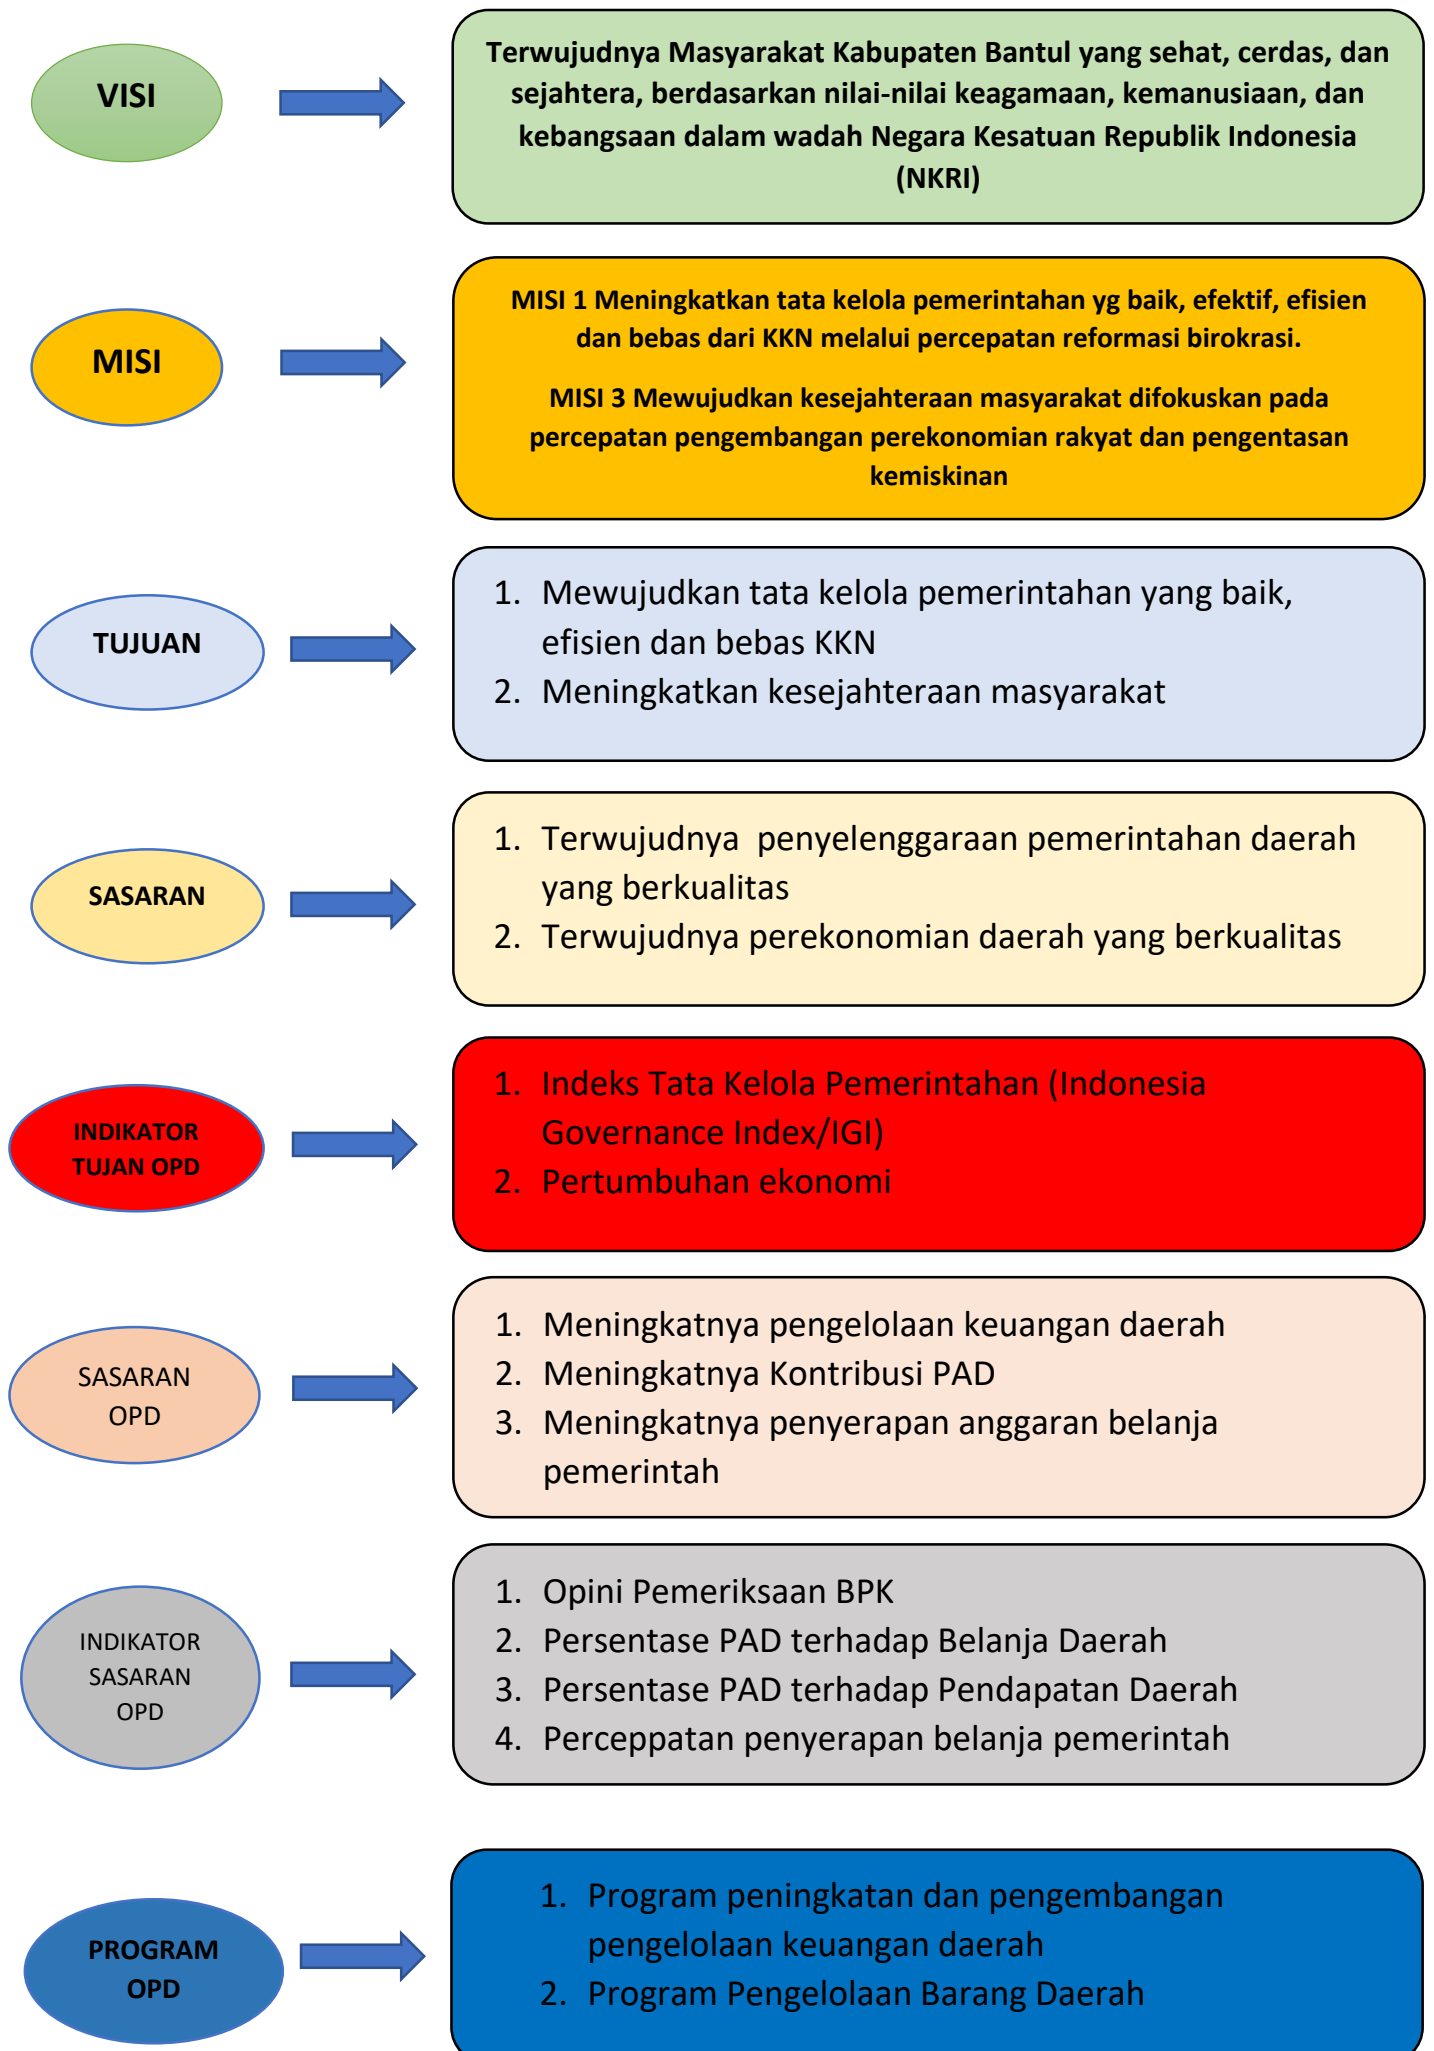 VISI
Terwujudnya Masyarakat Kabupaten Bantul yang sehat, cerdas, dan
sejahtera, berdasarkan nilai-nilai keagamaan, kemanusiaan, dan
kebangsaan dalam wadah Negara Kesatuan Republik Indonesia
(NKRI)
MISI
MISI 1 Meningkatkan tata kelola pemerintahan yg baik, efektif, efisien
dan bebas dari KKN melalui percepatan reformasi birokrasi.
MISI 3 Mewujudkan kesejahteraan masyarakat difokuskan pada
percepatan pengembangan perekonomian rakyat dan pengentasan
kemiskinan
TUJUAN
1. Mewujudkan tata kelola pemerintahan yang baik,
efisien dan bebas KKN
2. Meningkatkan kesejahteraan masyarakat
SASARAN
1. Terwujudnya penyelenggaraan pemerintahan daerah
yang berkualitas
2. Terwujudnya perekonomian daerah yang berkualitas
INDIKATOR
TUJAN OPD
1. Indeks Tata Kelola Pemerintahan (Indonesia
Governance Index/IGI)
2. Pertumbuhan ekonomi
SASARAN
OPD
1. Meningkatnya pengelolaan keuangan daerah
2. Meningkatnya Kontribusi PAD
3. Meningkatnya penyerapan anggaran belanja
pemerintah
INDIKATOR
SASARAN
OPD
1. Opini Pemeriksaan BPK
2. Persentase PAD terhadap Belanja Daerah
3. Persentase PAD terhadap Pendapatan Daerah
4. Perceppatan penyerapan belanja pemerintah
PROGRAM
OPD
1. Program peningkatan dan pengembangan
pengelolaan keuangan daerah
2. Program Pengelolaan Barang Daerah